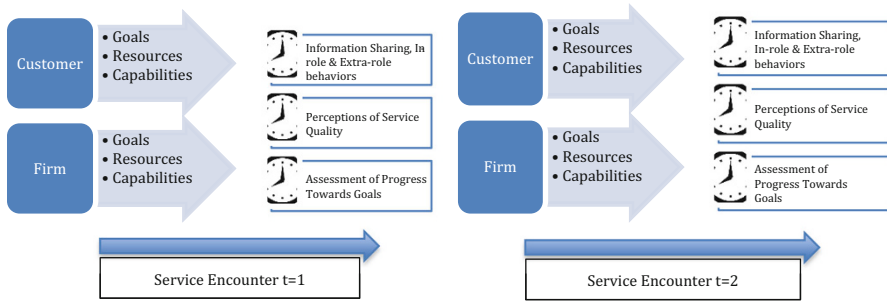 Customer
• Goals
• Resources
• Capabilities
Firm
• Goals
• Resources
• Capabilities
Information Sharing, In-
role & Extra-role
behaviors
Perceptions of Service
Quality
Assessment of Progress
Towards Goals
Service Encounter t=1
Customer
• Goals
• Resources
• Capabilities
Firm
• Goals
• Resources
• Capabilities
Information Sharing,
In-role & Extra-role
behaviors
Perceptions of Service
Quality
Assessment of
Progress Towards
Goals
Service Encounter t=2